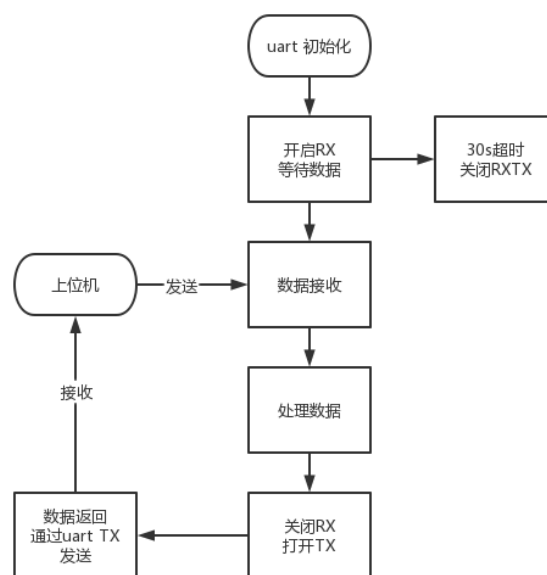 uart 初始化
开启RX
等待数据
30s超时
关闭RXTX
上位机
发送
数据接收
接收
处理数据
数据返回
通过uart TX
发送
关闭RX
打开TX